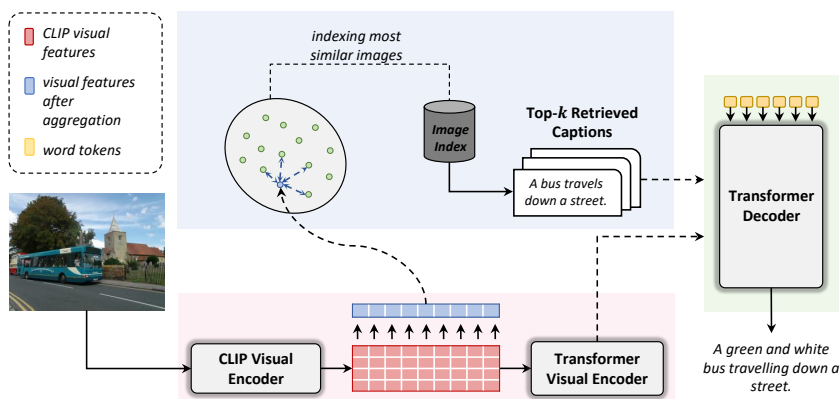 CLIP visual
features
visual features
after
aggregation
word tokens
indexing most
similar images
Image
Index
Top-k Retrieved
Captions
A bus travels
down a street.
Transformer
Decoder
CLIP Visual
Encoder
Transformer
Visual Encoder
A green and white
bus travelling down a
street.